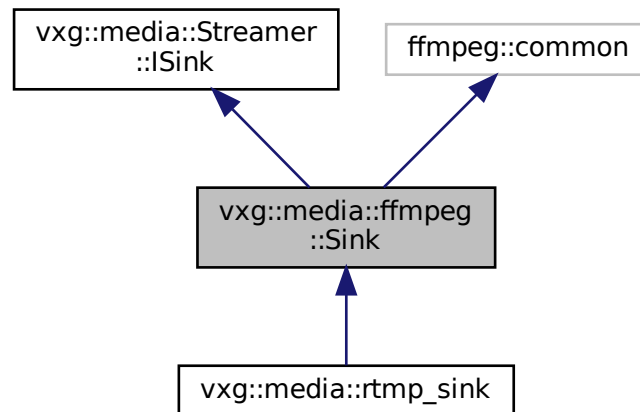 vxg::media::Streamer
::ISink
ffmpeg::common
vxg::media::ffmpeg
::Sink
vxg::media::rtmp_sink